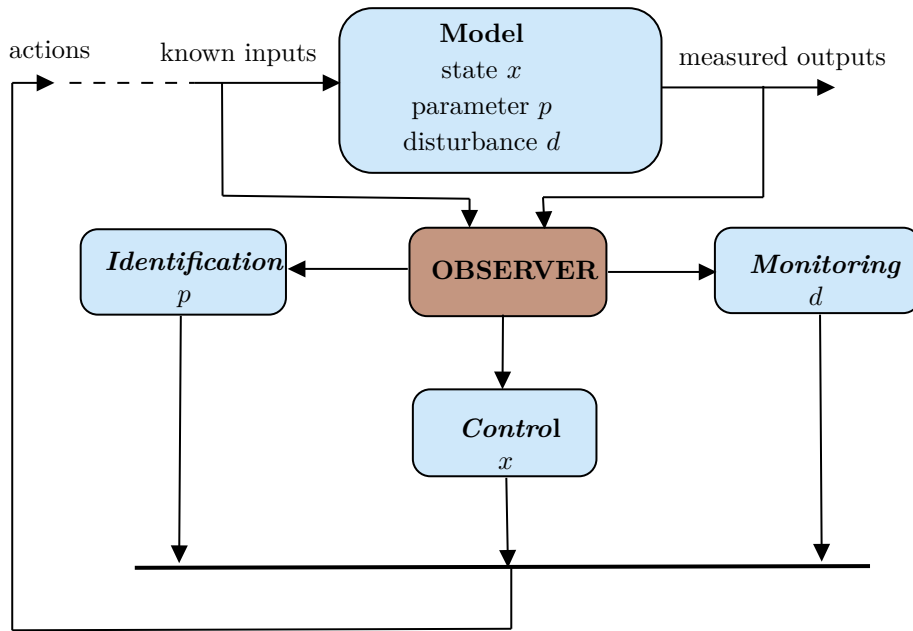 actions
known inputs
Model
state x
parameter p
disturbance d
measured outputs
Identification
p
OBSERVER
Monitoring
d
Control
x